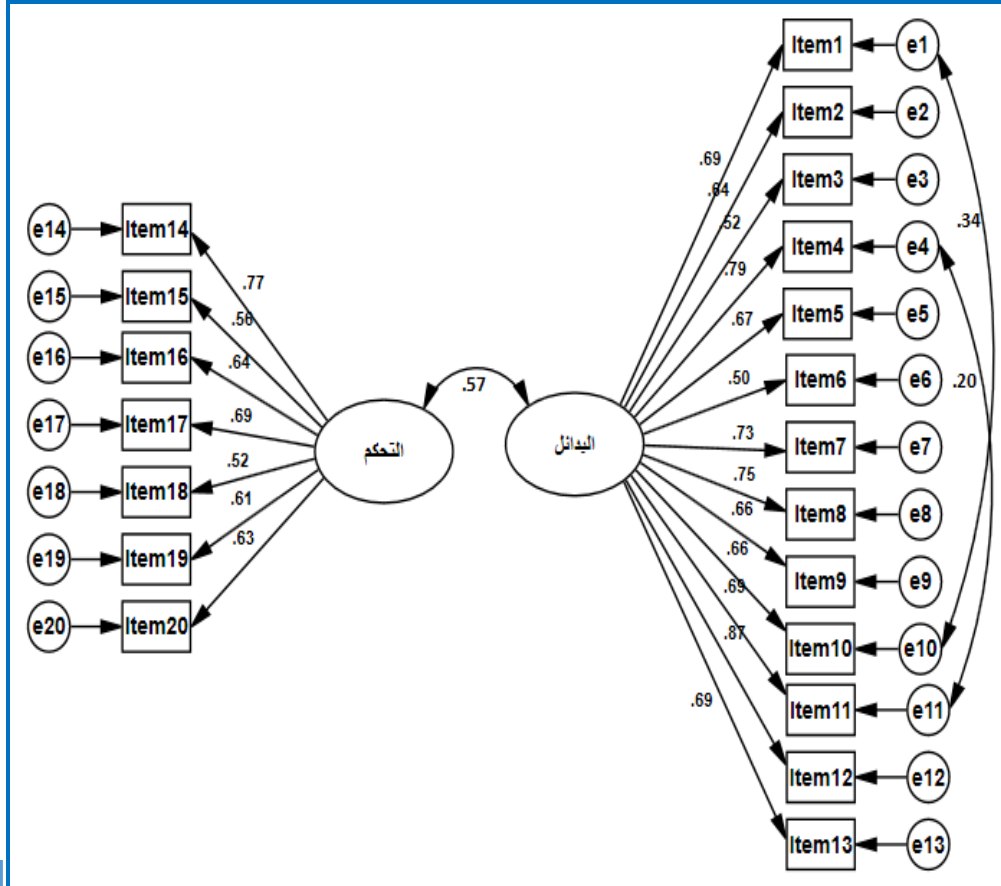 Item1
e1
Item2
e2
Item3
e3
Item4
e4
Item5
e5
Item6
e6
Item7
e7
Item8
e8
Item9
e9
Item10
e10
Item11
e11
Item12
e12
Item13
e13
.69
.64
.52
.79
.67
.50
.73
.75
.66
.66
.69
.87
.69
.34
.20
البدائل
.57
التحكم
e14
Item14
e15
Item15
e16
Item16
e17
Item17
e18
Item18
e19
Item19
e20
Item20
.77
.56
.64
.69
.52
.61
.63